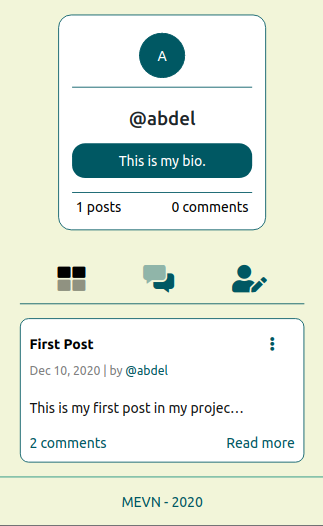 A
@abdel
This is my bio.
1 posts 0 comments
First Post
Dec 10, 2020 | by @abdel
This is my first post in my projec...
2 comments Read more
MEVN - 2020